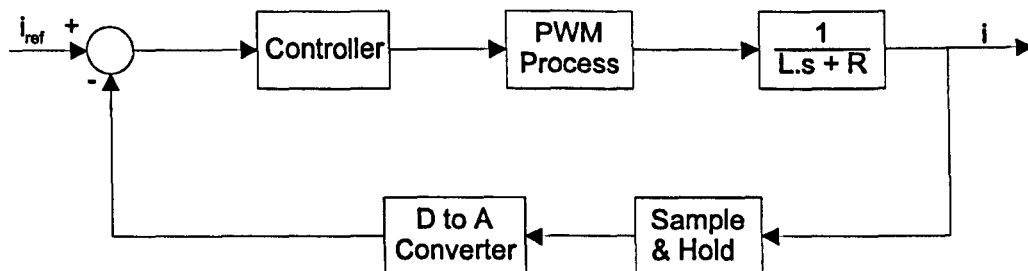 i_ref
+
-
Controller
PWM
Process
1
L.s + R
i
D to A
Converter
Sample
& Hold